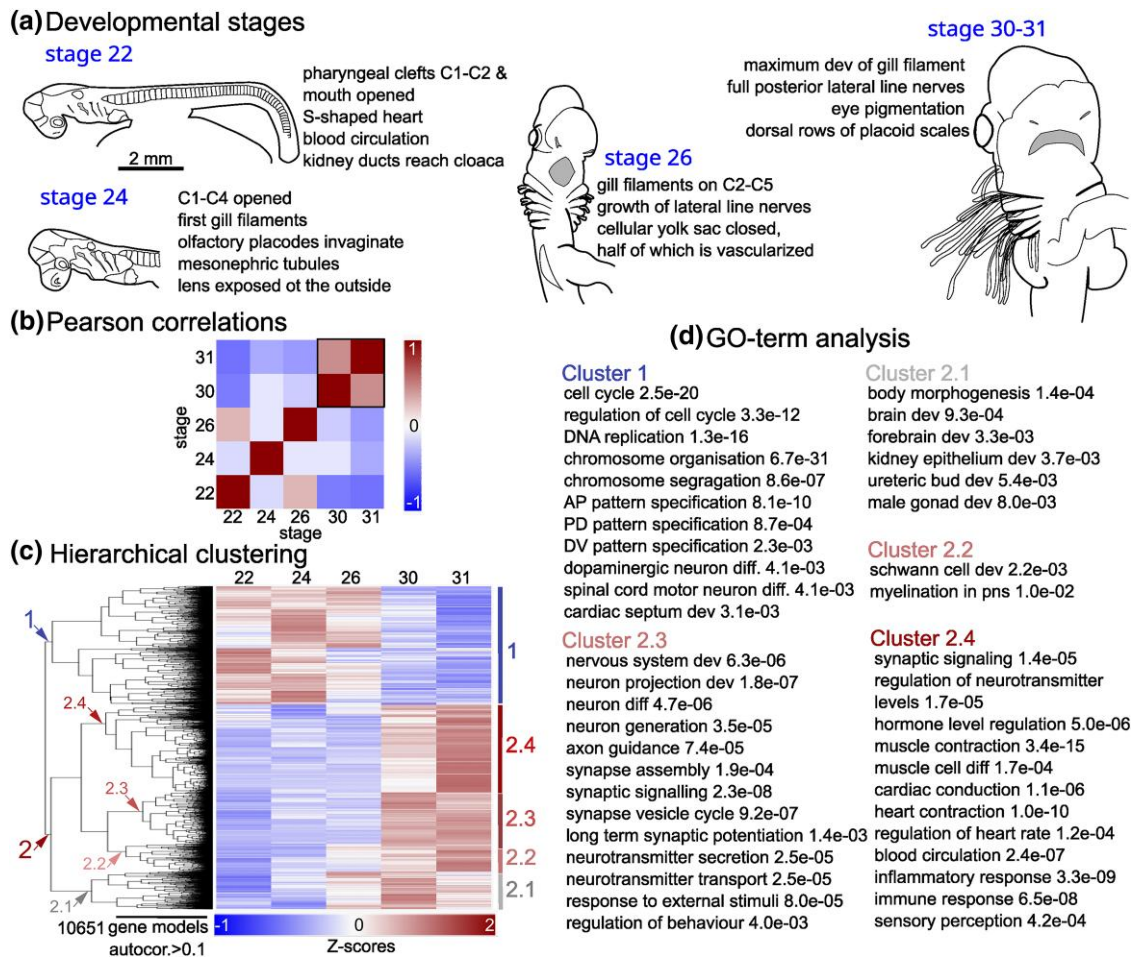 (a) Developmental stages
stage 22
pharyngeal clefts C1-C2 &
mouth opened
S-shaped heart
blood circulation
kidney ducts reach cloaca
2 mm
stage 24
C1-C4 opened
first gill filaments
olfactory placodes invaginate
mesonephric tubules
lens exposed ot the outside
stage 26
gill filaments on C2-C5
growth of lateral line nerves
cellular yolk sac closed,
half of which is vascularized
stage 30-31
maximum dev of gill filament
full posterior lateral line nerves
eye pigmentation
dorsal rows of placoid scales
(b) Pearson correlations
stage
31
30
26
24
22
22 24 26 30 31
stage
1
0
-1
(c) Hierarchical clustering
22 24 26 30 31
1
2.4
2.3
2
2.2
2.1
1
2.4
2.3
2.2
2.1
10651 gene models
autocor.>0.1
-1 0 2
Z-scores
(d) GO-term analysis
Cluster 1
cell cycle 2.5e-20
regulation of cell cycle 3.3e-12
DNA replication 1.3e-16
chromosome organisation 6.7e-31
chromosome segragation 8.6e-07
AP pattern specification 8.1e-10
PD pattern specification 8.7e-04
DV pattern specification 2.3e-03
dopaminergic neuron diff. 4.1e-03
spinal cord motor neuron diff. 4.1e-03
cardiac septum dev 3.1e-03
Cluster 2.1
body morphogenesis 1.4e-04
brain dev 9.3e-04
forebrain dev 3.3e-03
kidney epithelium dev 3.7e-03
ureteric bud dev 5.4e-03
male gonad dev 8.0e-03
Cluster 2.2
schwann cell dev 2.2e-03
myelination in pns 1.0e-02
Cluster 2.3
nervous system dev 6.3e-06
neuron projection dev 1.8e-07
neuron diff 4.7e-06
neuron generation 3.5e-05
axon guidance 7.4e-05
synapse assembly 1.9e-04
synaptic signalling 2.3e-08
synapse vesicle cycle 9.2e-07
long term synaptic potentiation 1.4e-03
neurotransmitter secretion 2.5e-05
neurotransmitter transport 2.5e-05
response to external stimuli 8.0e-05
regulation of behaviour 4.0e-03
Cluster 2.4
synaptic signaling 1.4e-05
regulation of neurotransmitter
levels 1.7e-05
hormone level regulation 5.0e-06
muscle contraction 3.4e-15
muscle cell diff 1.7e-04
cardiac conduction 1.1e-06
heart contraction 1.0e-10
regulation of heart rate 1.2e-04
blood circulation 2.4e-07
inflammatory response 3.3e-09
immune response 6.5e-08
sensory perception 4.2e-04